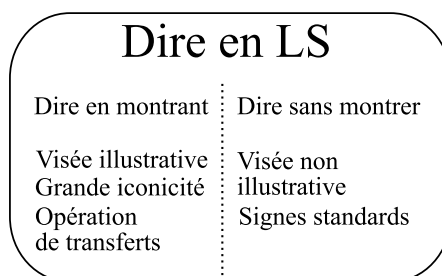 Dire en LS
Dire en montrant
Visée illustrative
Grande iconicité
Opération
de transferts
Dire sans montrer
Visée non
illustrative
Signes standards